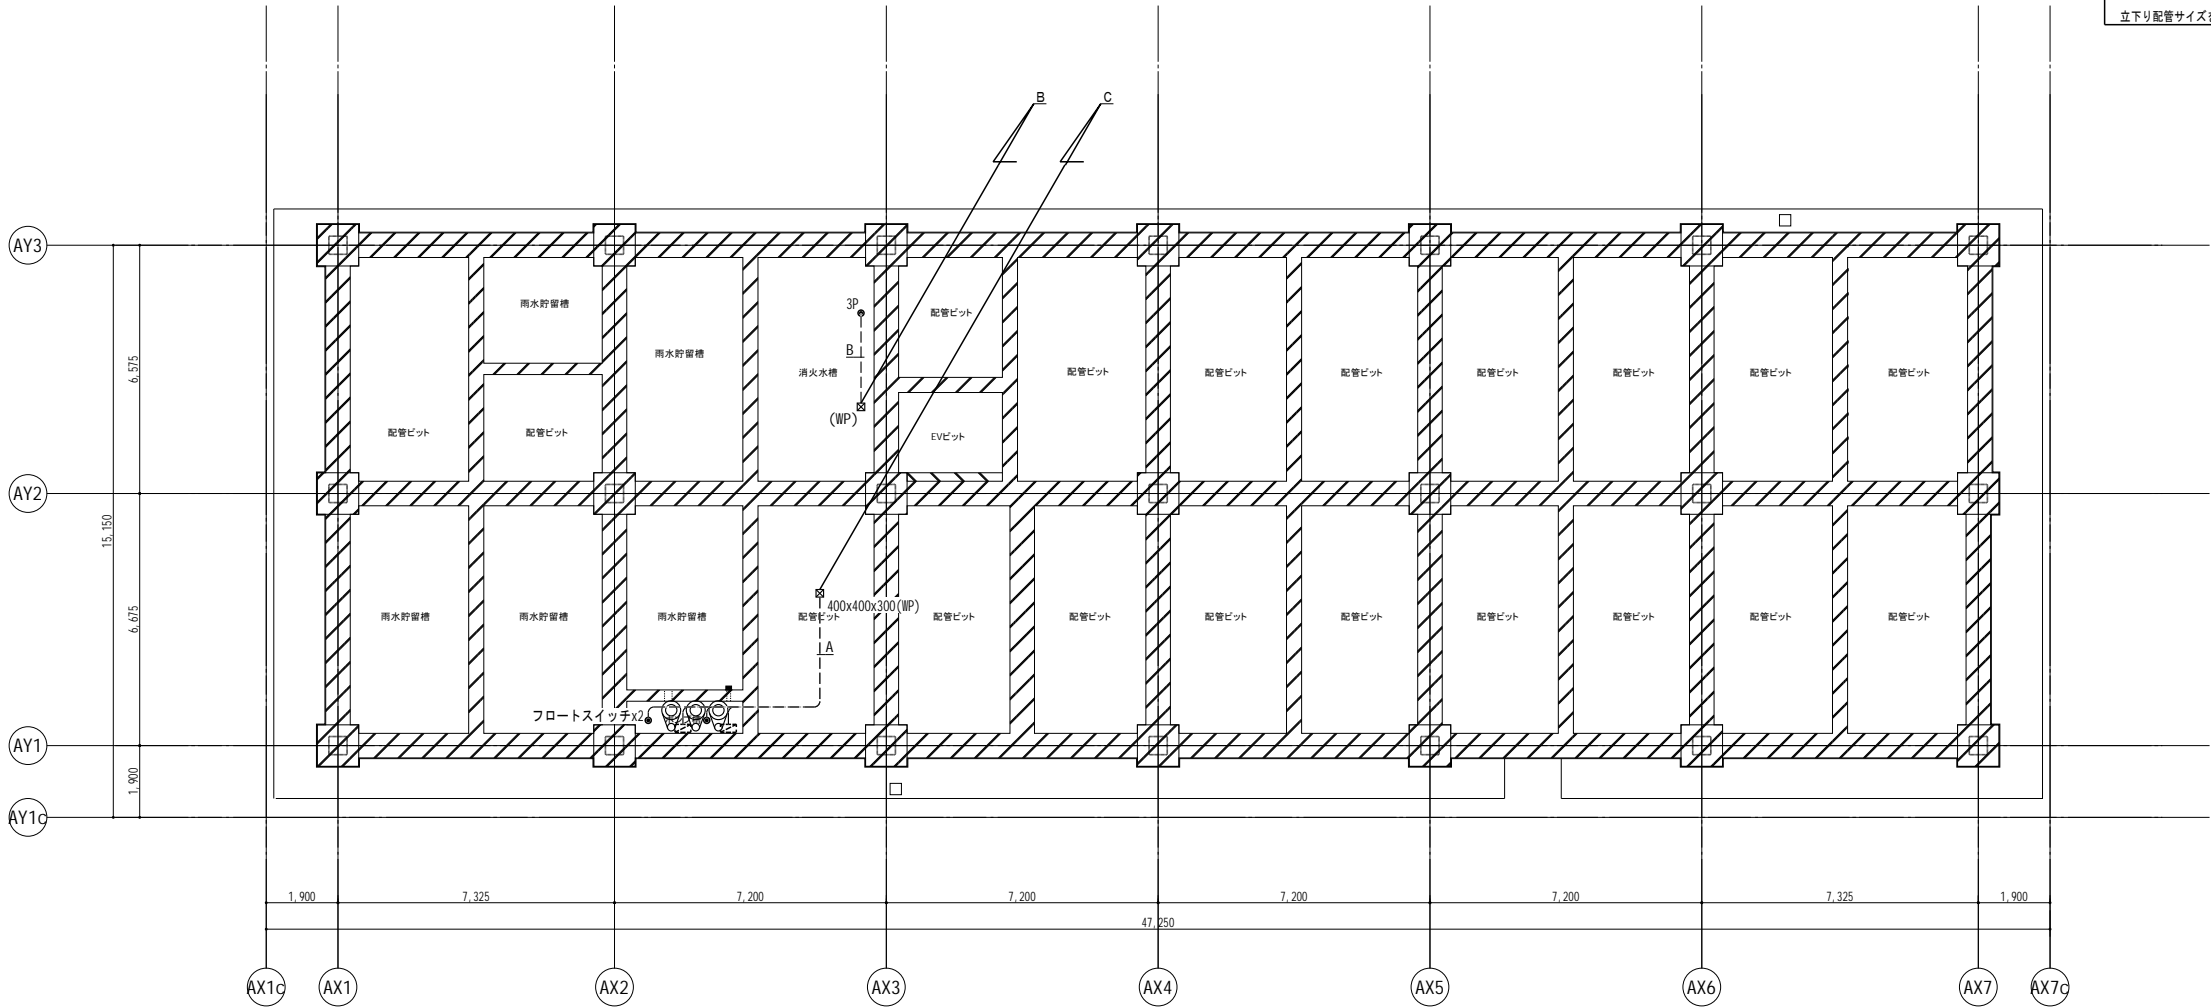 立下り配管サイズ
B
C
AY3
雨水貯留槽
3P
配管ピット
雨水貯留槽
B
6,575
消火水槽
配管ピット
配管ピット
配管ピット
配管ピット
配管ピット
配管ピット
配管ピット
(WP)
配管ピット
配管ピット
EVピット
AY2
15,150
400x400x300(WP)
6,675
雨水貯留槽
雨水貯留槽
雨水貯留槽
配管ピット
配管ピット
配管ピット
配管ピット
配管ピット
配管ピット
配管ピット
配管ピット
配管ピット
A
フロートスイッチx2
AY1
1,900
AY1c
1,900
7,325
7,200
7,200
7,200
7,200
7,325
1,900
47,250
AX1c
AX1
AX2
AX3
AX4
AX5
AX6
AX7
AX7c